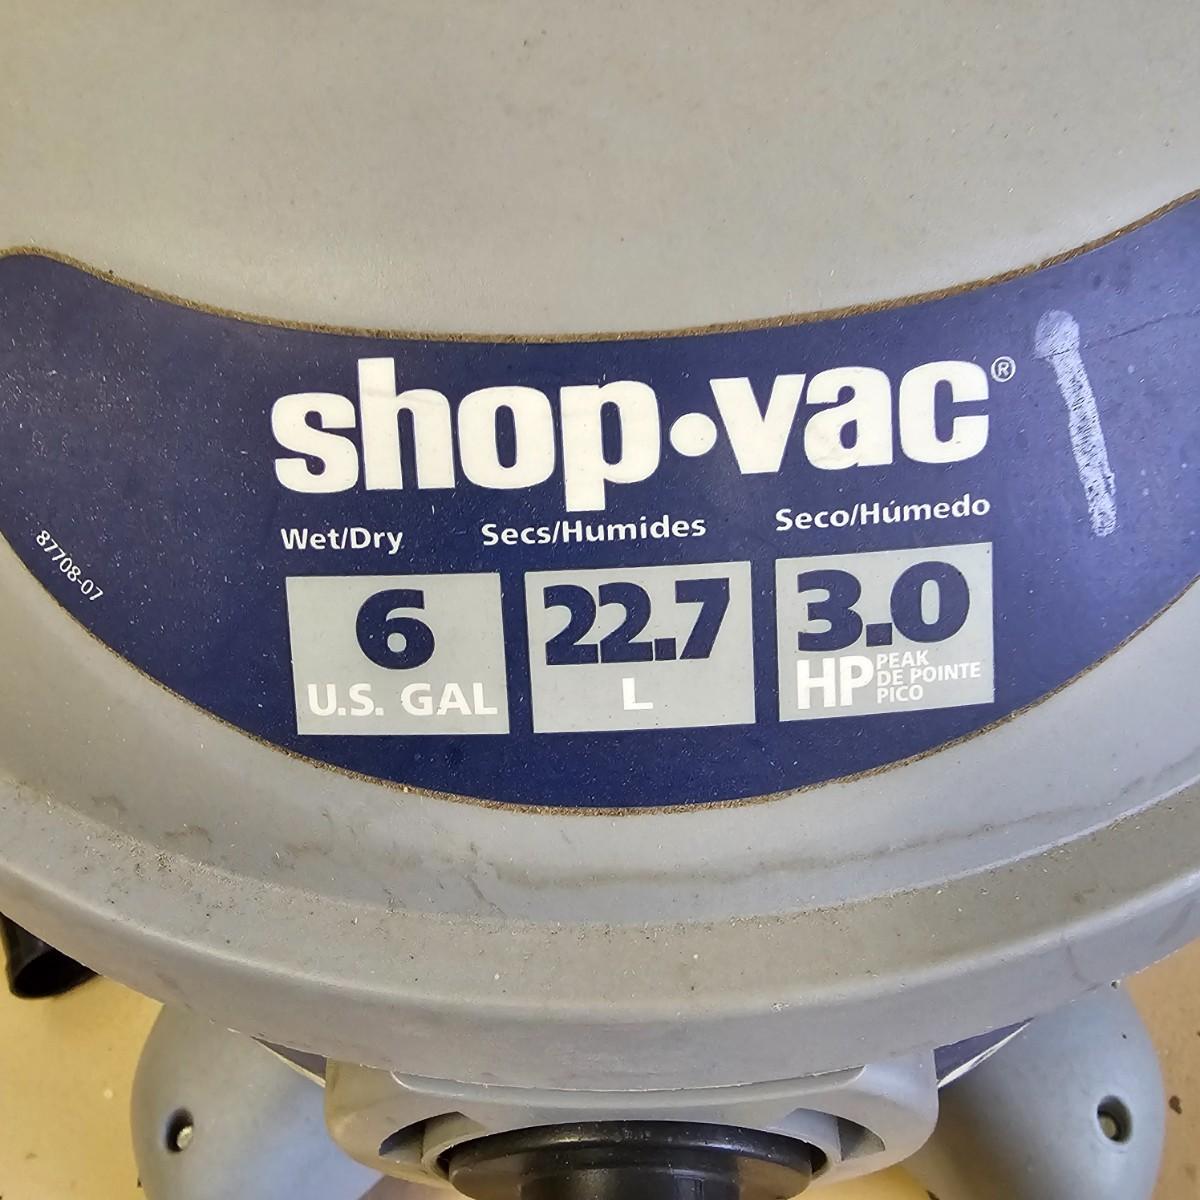 shop·vac®
Wet/Dry Secs/Humides Seco/Húmedo
87708-07
6
U.S. GAL
22.7
L
3.0
HP PEAK
DE POINTE
PICO